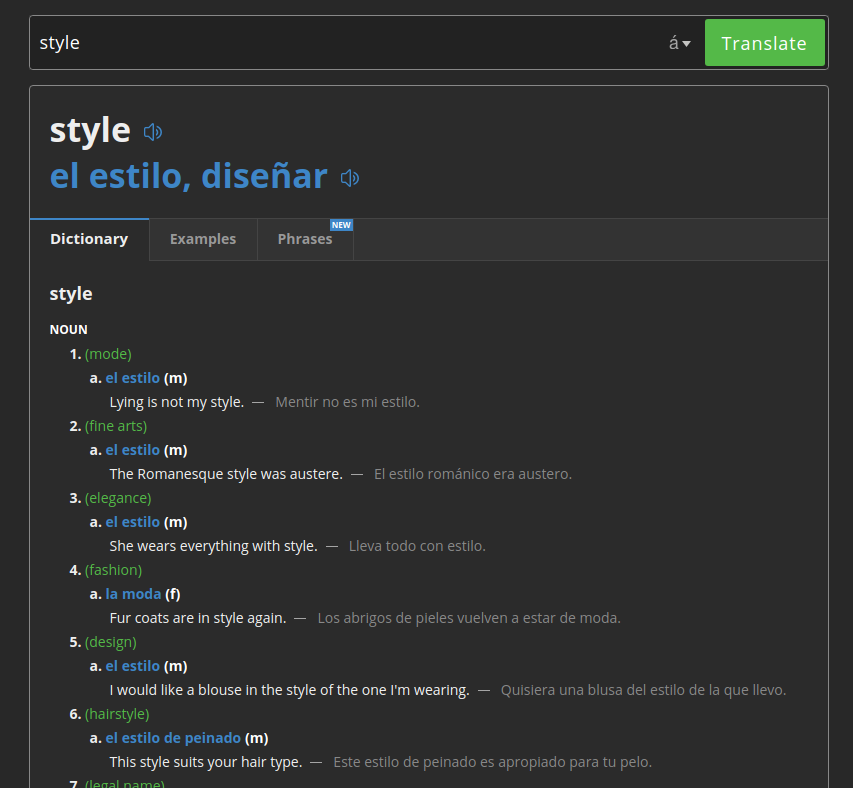 style
á
Translate
style
el estilo, diseñar
Dictionary Examples Phrases NEW
style
NOUN
1. (mode)
a. el estilo (m)
Lying is not my style. — Mentir no es mi estilo.
2. (fine arts)
a. el estilo (m)
The Romanesque style was austere. — El estilo románico era austero.
3. (elegance)
a. el estilo (m)
She wears everything with style. — Lleva todo con estilo.
4. (fashion)
a. la moda (f)
Fur coats are in style again. — Los abrigos de pieles vuelven a estar de moda.
5. (design)
a. el estilo (m)
I would like a blouse in the style of the one I'm wearing. — Quisiera una blusa del estilo de la que llevo.
6. (hairstyle)
a. el estilo de peinado (m)
This style suits your hair type. — Este estilo de peinado es apropiado para tu pelo.
7. (legal name)